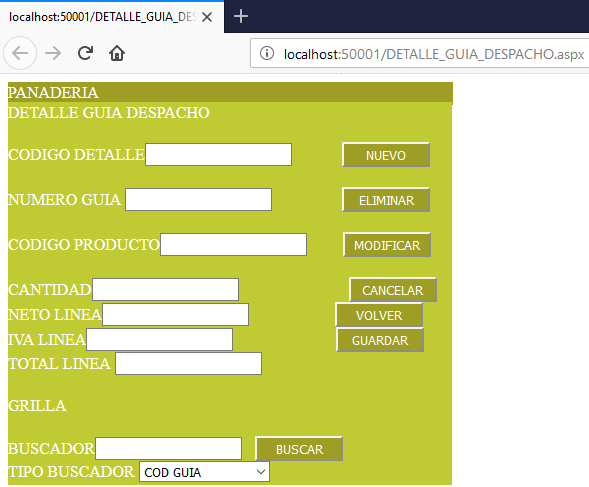 localhost:50001/DETALLE_GUIA_DES
localhost:50001/DETALLE_GUIA_DESPACHO.aspx
PANADERIA
DETALLE GUIA DESPACHO
CODIGO DETALLE NUEVO
NUMERO GUIA ELIMINAR
CODIGO PRODUCTO MODIFICAR
CANTIDAD CANCELAR
NETO LINEA VOLVER
IVA LINEA GUARDAR
TOTAL LINEA
GRILLA
BUSCADOR BUSCAR
TIPO BUSCADOR COD GUIA